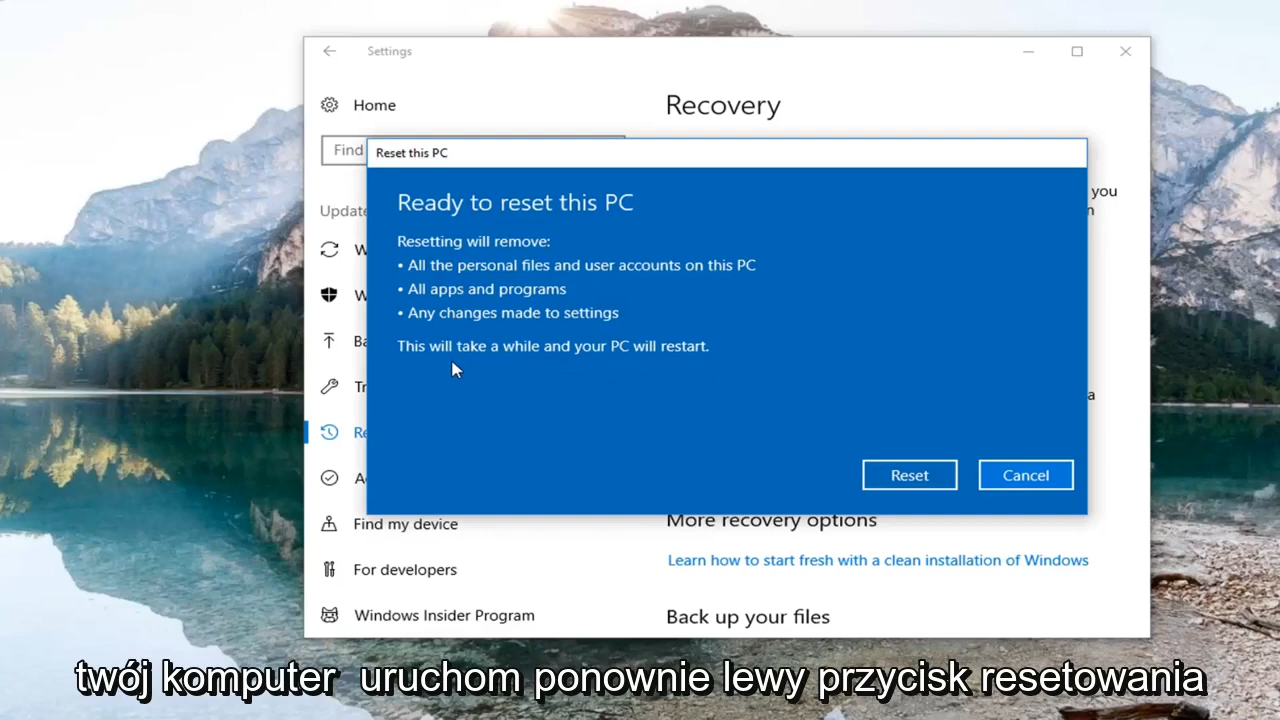 Settings
Home
Recovery
Find
Reset this PC
Ready to reset this PC
you
Update
Resetting will remove:
• All the personal files and user accounts on this PC
• All apps and programs
• Any changes made to settings
This will take a while and your PC will restart.
Reset
Cancel
More recovery options
Find my device
Learn how to start fresh with a clean installation of Windows
For developers
Windows Insider Program
Back up your files
twój komputer uruchom ponownie lewy przycisk resetowania